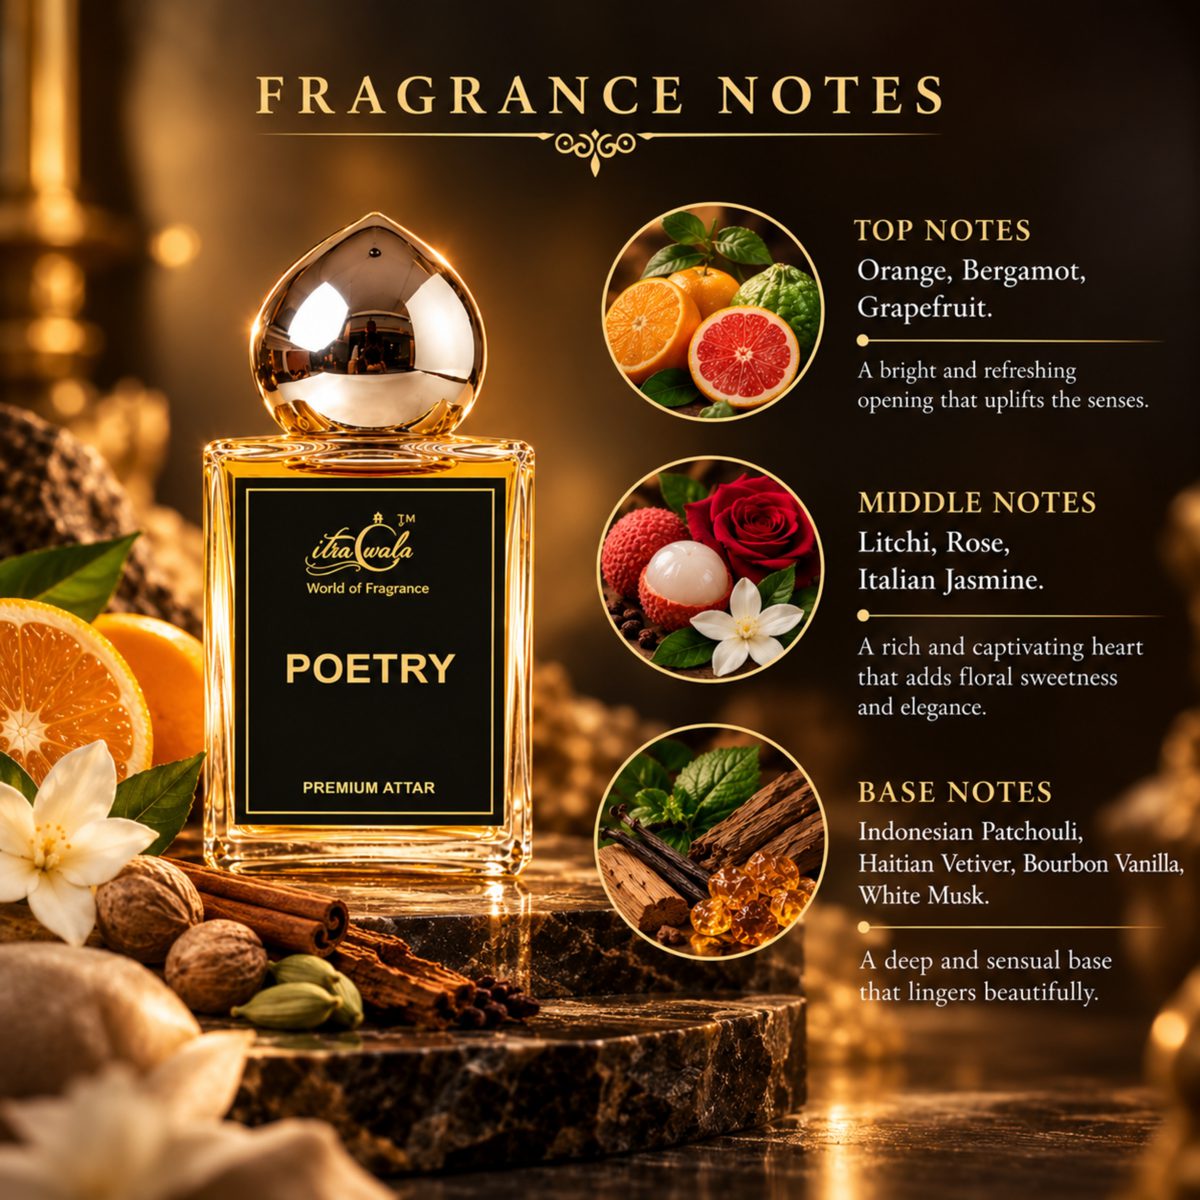 FRAGRANCE NOTES
itra wala TM
World of Fragrance
POETRY
PREMIUM ATTAR
TOP NOTES
Orange, Bergamot,
Grapefruit.
A bright and refreshing
opening that uplifts the senses.
MIDDLE NOTES
Litchi, Rose,
Italian Jasmine.
A rich and captivating heart
that adds floral sweetness
and elegance.
BASE NOTES
Indonesian Patchouli,
Haitian Vetiver, Bourbon Vanilla,
White Musk.
A deep and sensual base
that lingers beautifully.